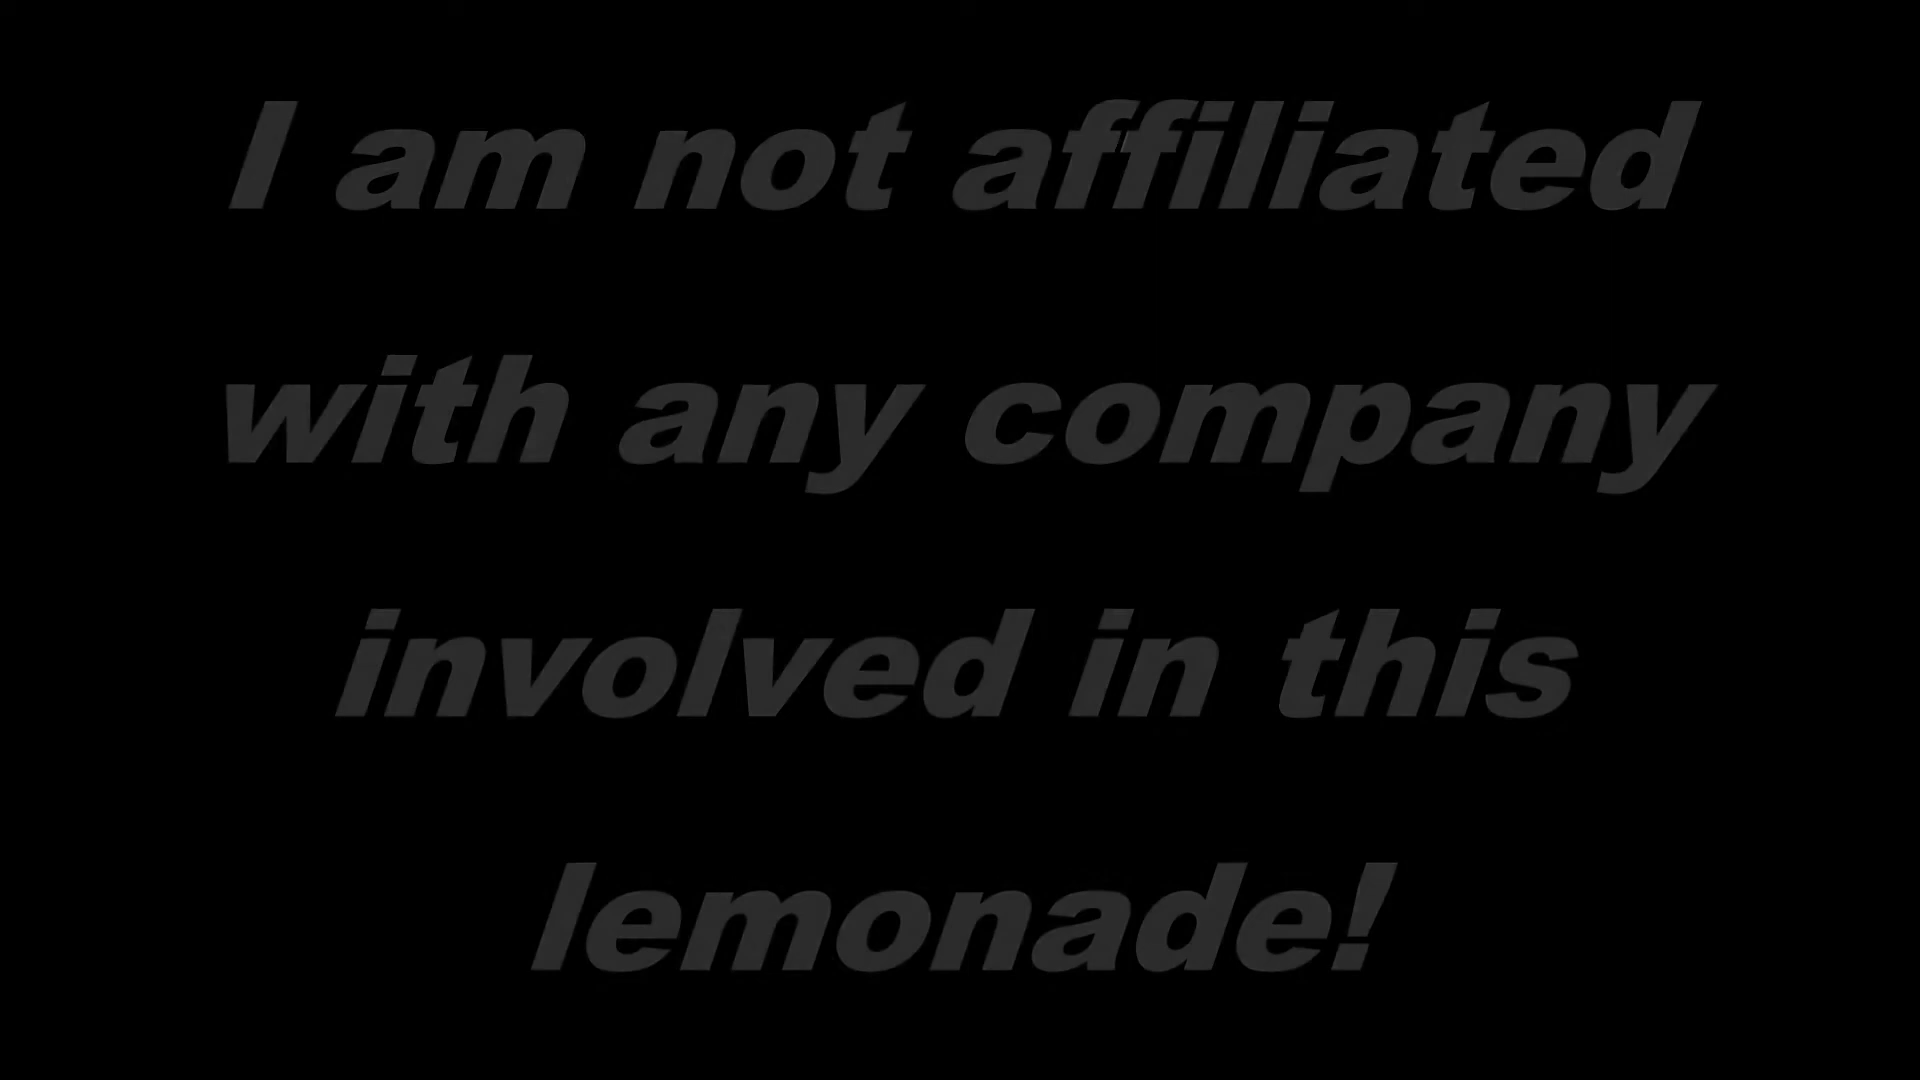 I am not affiliated
with any company
involved in this
lemonade!